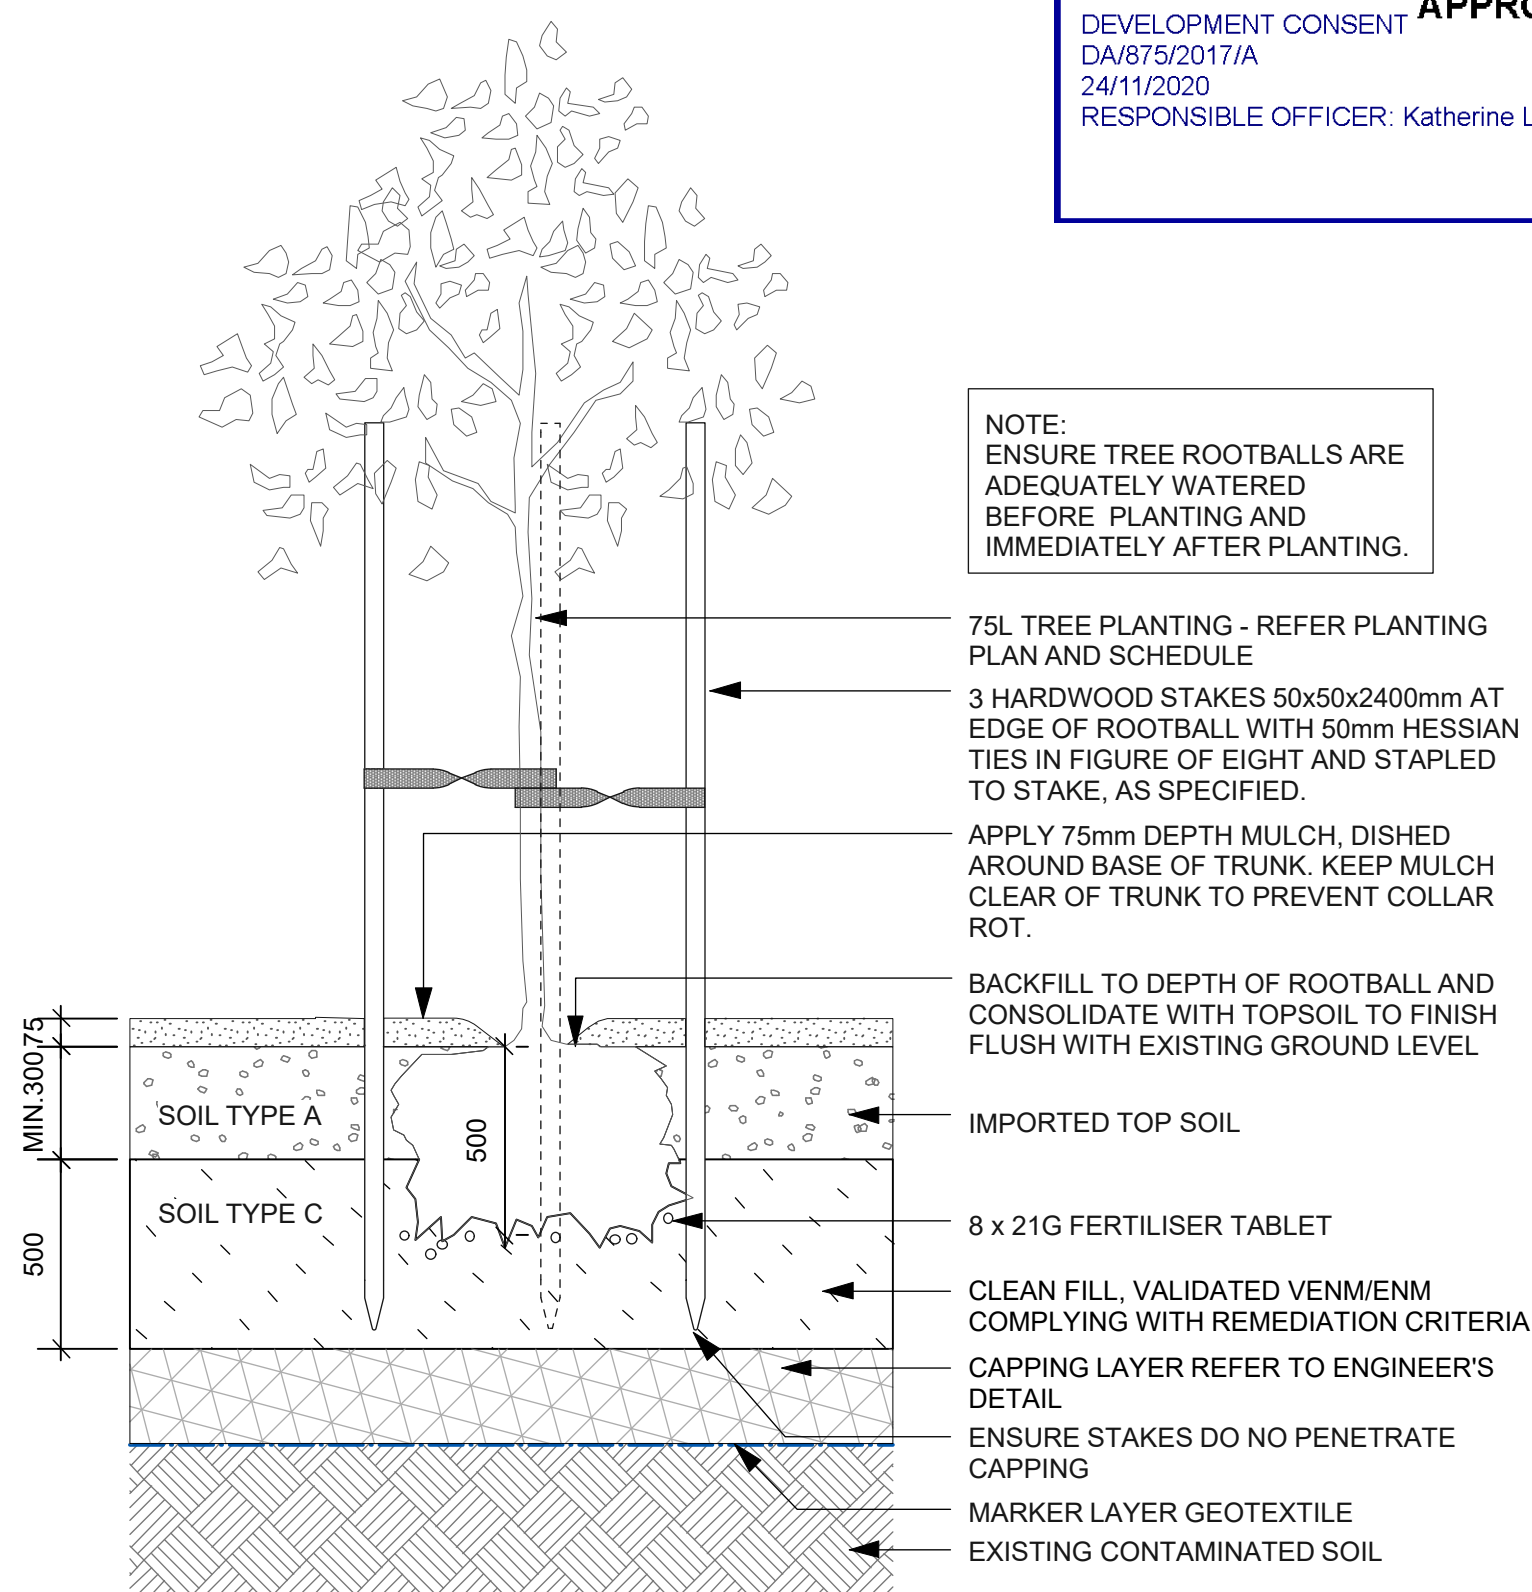 APPRO
DEVELOPMENT CONSENT
DA/875/2017/A
24/11/2020
RESPONSIBLE OFFICER: Katherine L
NOTE:
ENSURE TREE ROOTBALLS ARE
ADEQUATELY WATERED
BEFORE PLANTING AND
IMMEDIATELY AFTER PLANTING.
75L TREE PLANTING - REFER PLANTING
PLAN AND SCHEDULE
3 HARDWOOD STAKES 50x50x2400mm AT
EDGE OF ROOTBALL WITH 50mm HESSIAN
TIES IN FIGURE OF EIGHT AND STAPLED
TO STAKE, AS SPECIFIED.
APPLY 75mm DEPTH MULCH, DISHED
AROUND BASE OF TRUNK. KEEP MULCH
CLEAR OF TRUNK TO PREVENT COLLAR
ROT.
BACKFILL TO DEPTH OF ROOTBALL AND
CONSOLIDATE WITH TOPSOIL TO FINISH
FLUSH WITH EXISTING GROUND LEVEL
75
MIN.300
SOIL TYPE A
500
IMPORTED TOP SOIL
SOIL TYPE C
500
8 x 21G FERTILISER TABLET
CLEAN FILL, VALIDATED VENM/ENM
COMPLYING WITH REMEDIATION CRITERIA
CAPPING LAYER REFER TO ENGINEER'S
DETAIL
ENSURE STAKES DO NO PENETRATE
CAPPING
MARKER LAYER GEOTEXTILE
EXISTING CONTAMINATED SOIL